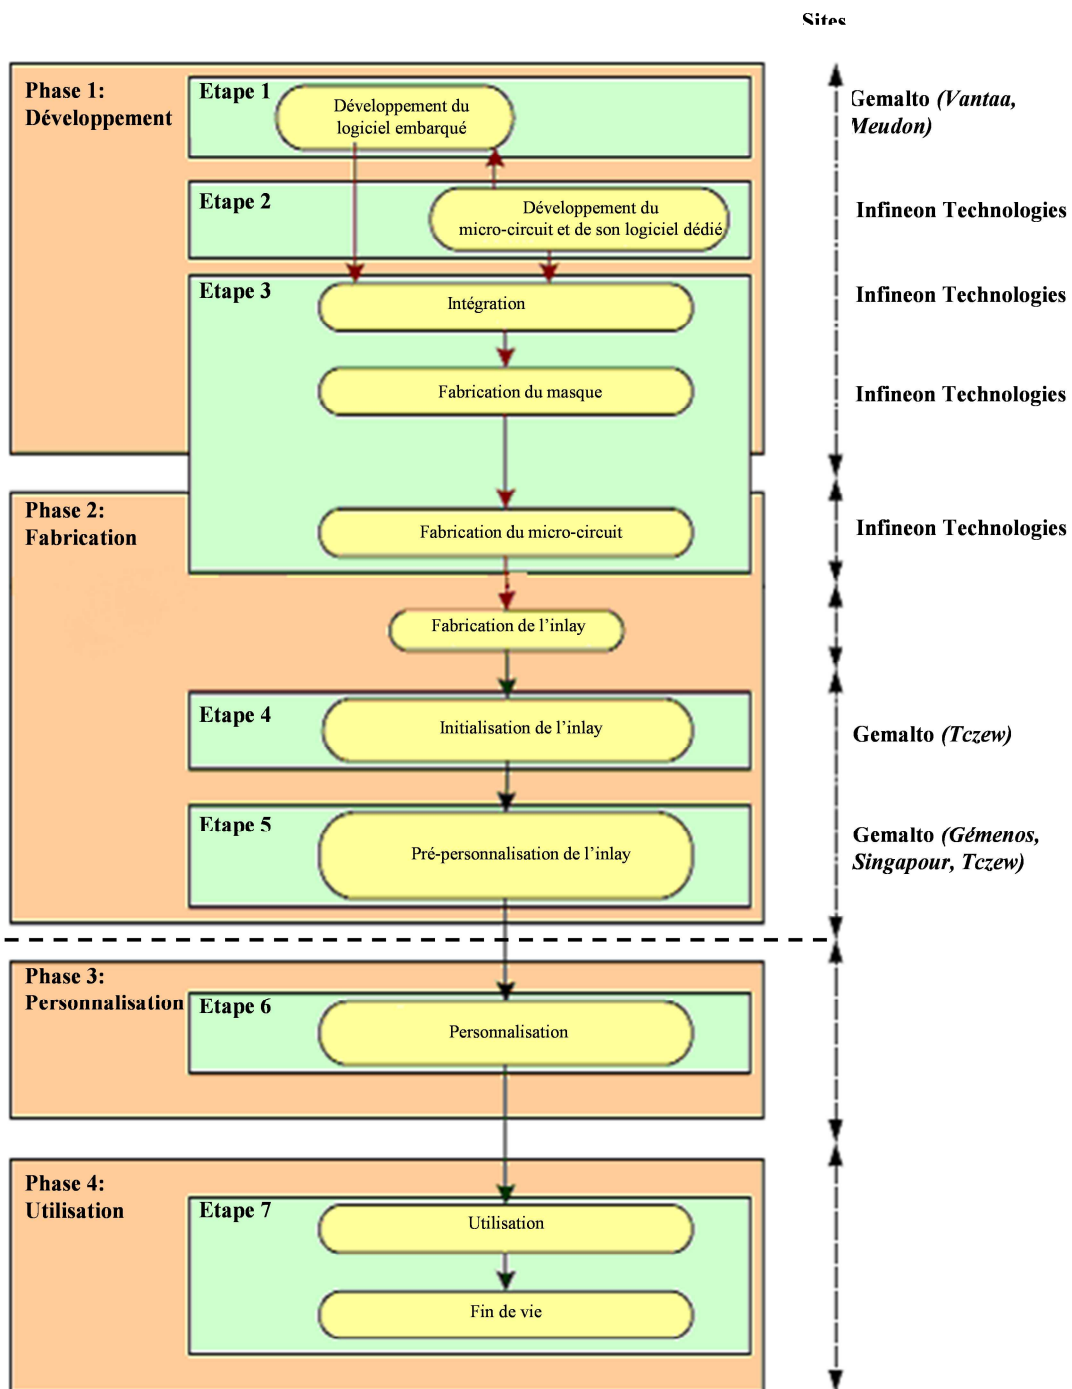 Sites
Phase 1:
Développement
Etape 1
Développement du
logiciel embarqué
Gemalto (Vantaa,
Meudon)
Etape 2
Développement du
micro-circuit et de son logiciel dédié
Infineon Technologies
Etape 3
Intégration
Infineon Technologies
Fabrication du masque
Infineon Technologies
Phase 2:
Fabrication
Fabrication du micro-circuit
Infineon Technologies
Fabrication de l’inlay
Etape 4
Initialisation de l’inlay
Gemalto (Tczew)
Etape 5
Pré-personnalisation de l’inlay
Gemalto (Gémenos,
Singapour, Tczew)
Phase 3:
Personnalisation
Etape 6
Personnalisation
Phase 4:
Utilisation
Etape 7
Utilisation
Fin de vie